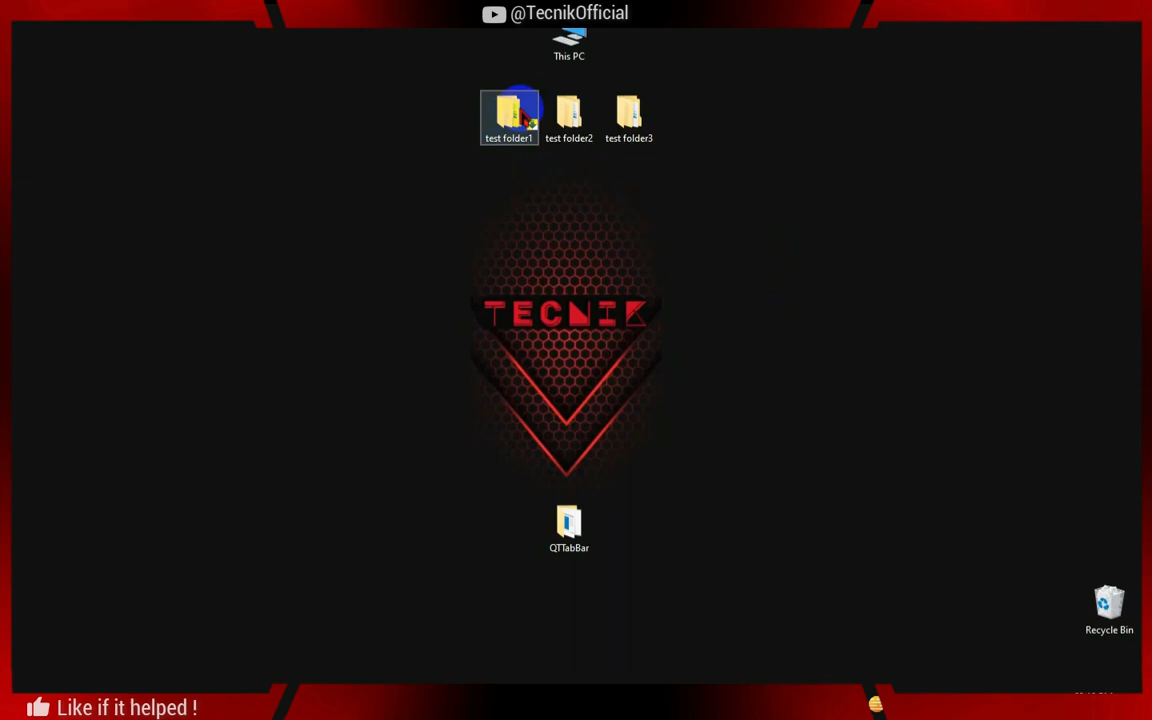 @TecnikOfficial
This PC
test folder1
test folder2
test folder3
TECNIK
QTTabBar
Recycle Bin
Like if it helped !